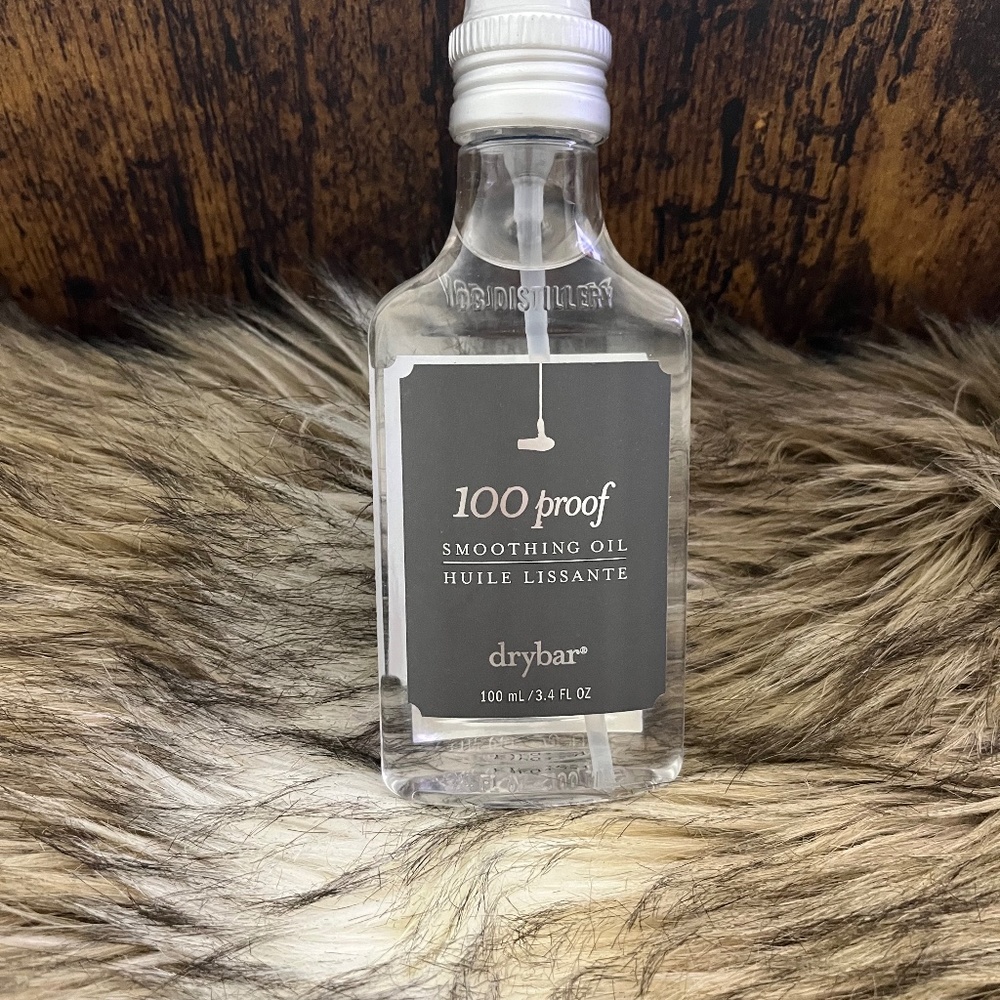 100 proof
SMOOTHING OIL
HUILE LISSANTE
drybar®
100 mL / 3.4 FL OZ